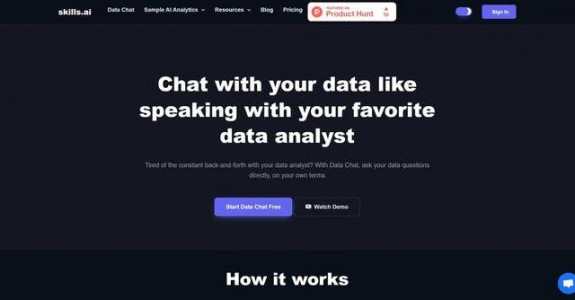 skills.ai
Data Chat
Sample AI Analytics
Resources
Blog
Pricing
FEATURED ON
Product Hunt
Sign In
Chat with your data like
speaking with your favorite
data analyst
Tired of the constant back-and-forth with your data analyst? With Data Chat, ask your data questions
directly, on your own terms.
Start Data Chat Free
Watch Demo
How it works